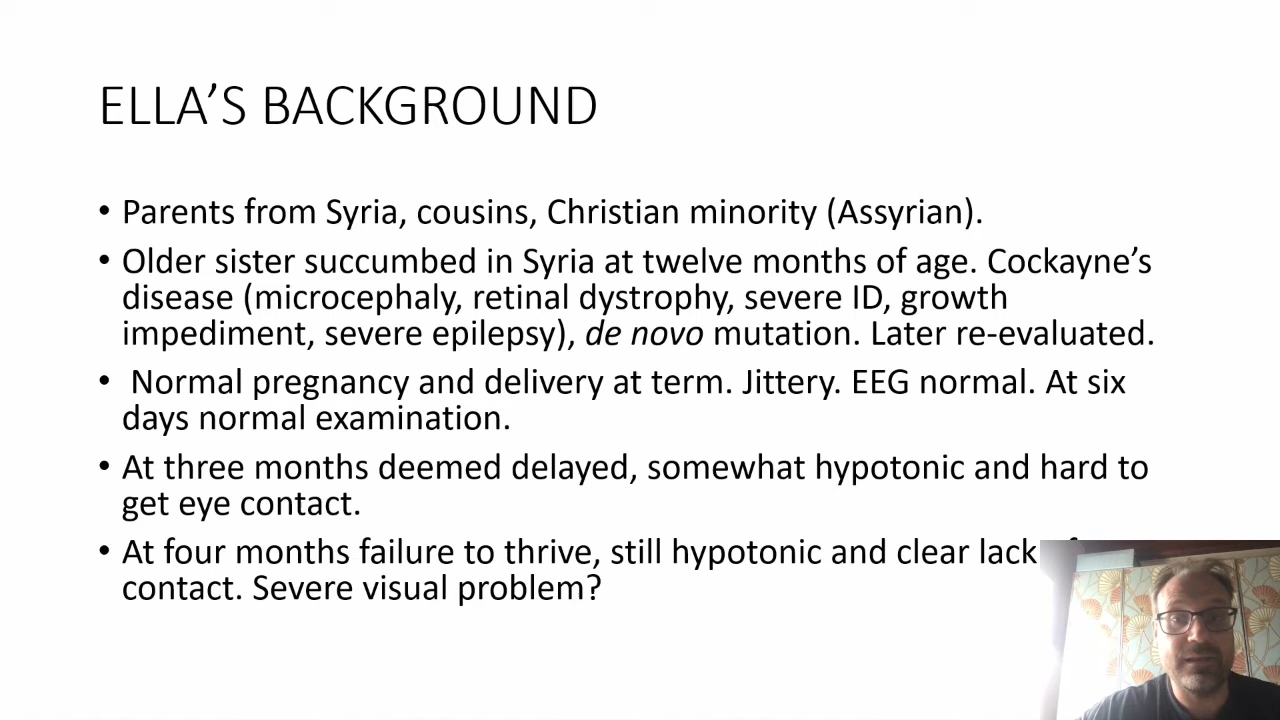 ELLA’S BACKGROUND
• Parents from Syria, cousins, Christian minority (Assyrian).
• Older sister succumbed in Syria at twelve months of age. Cockayne’s
disease (microcephaly, retinal dystrophy, severe ID, growth
impediment, severe epilepsy), de novo mutation. Later re-evaluated.
• Normal pregnancy and delivery at term. Jittery. EEG normal. At six
days normal examination.
• At three months deemed delayed, somewhat hypotonic and hard to
get eye contact.
• At four months failure to thrive, still hypotonic and clear lack
contact. Severe visual problem?